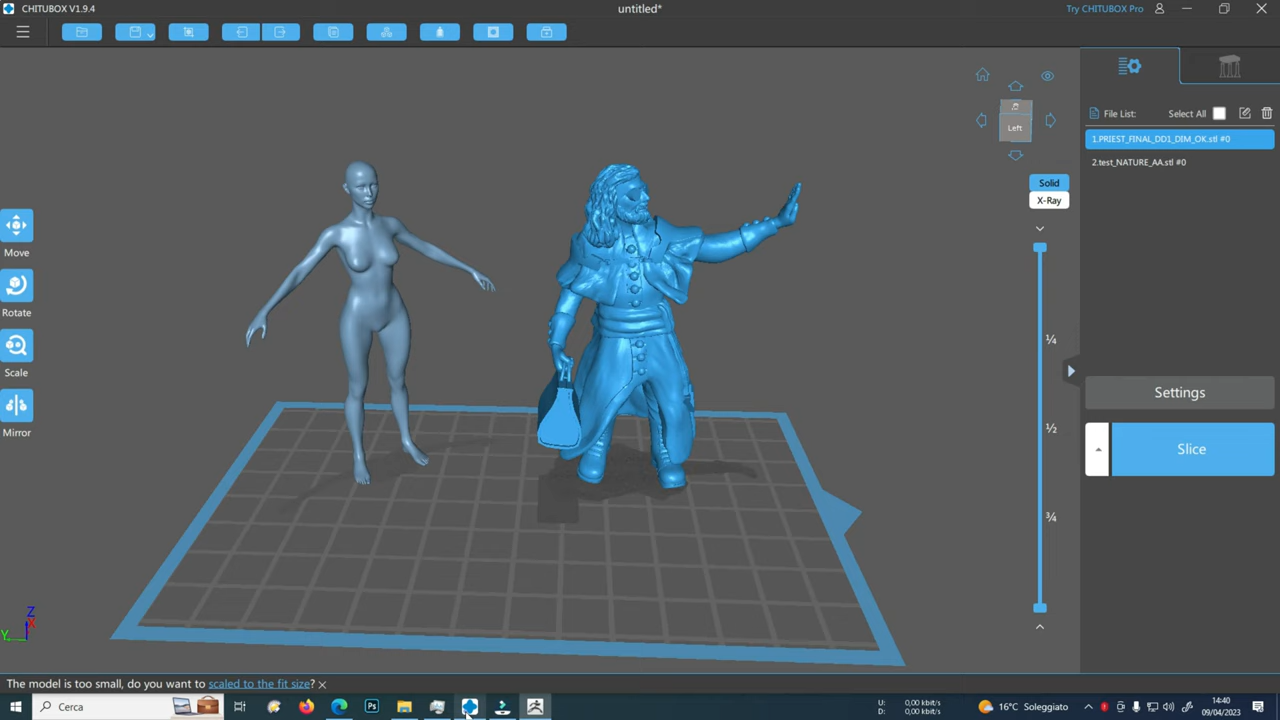 CHITUBOX V1.9.4
untitled*
Try CHITUBOX Pro
File List:
Select All
1.PRIEST_FINAL_DD1_DIM_OK.stl #0
2.test_NATURE_AA.stl #0
Left
Solid
X-Ray
Move
Rotate
Scale
Mirror
¼
½
¾
Settings
Slice
Z
X
Y
The model is too small, do you want to scaled to the fit size?
Cerca
Ps
U: 0,00 kbit/s
D: 0,00 kbit/s
16°C Soleggiato
14:40
09/04/2023